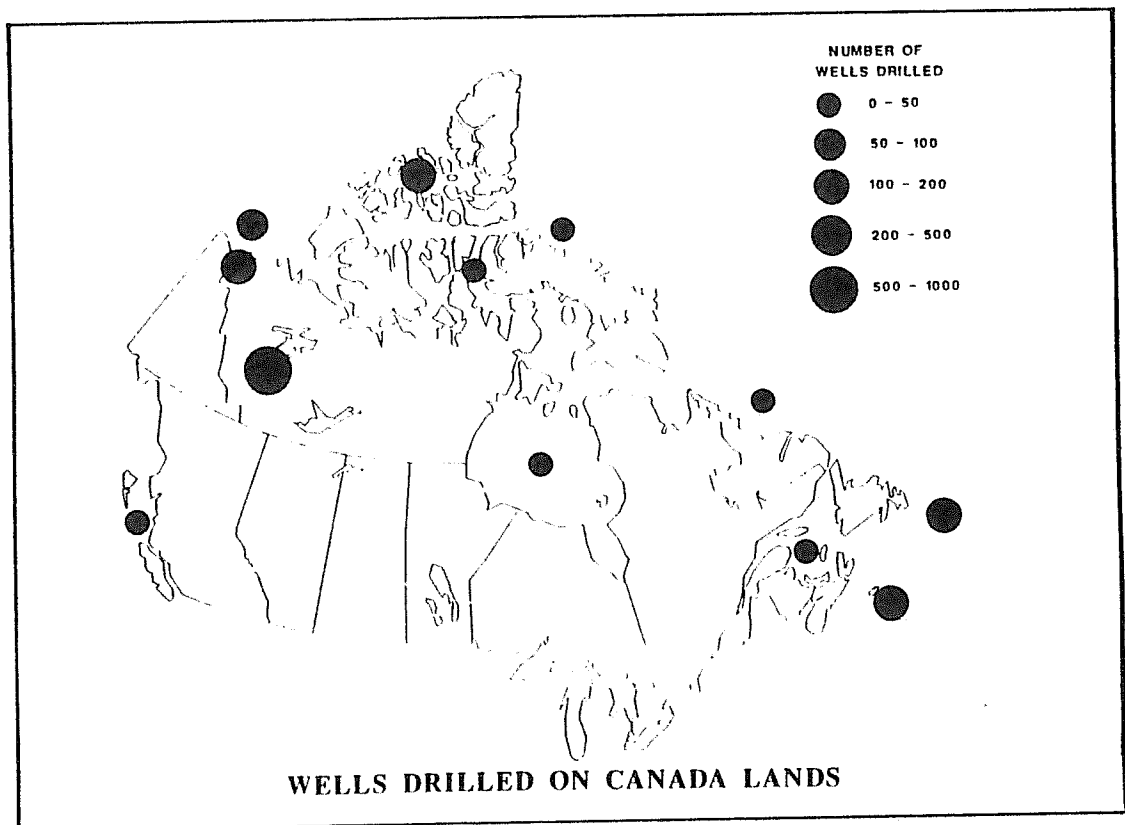 NUMBER OF
WELLS DRILLED
0 - 50
50 - 100
100 - 200
200 - 500
500 - 1000
WELLS DRILLED ON CANADA LANDS